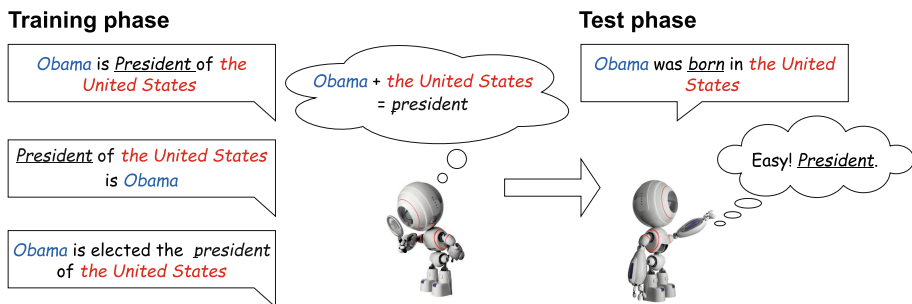 Training phase
Obama is President of the
United States
President of the United States
is Obama
Obama is elected the president
of the United States
Obama + the United States
= president
Test phase
Obama was born in the United
States
Easy! President.